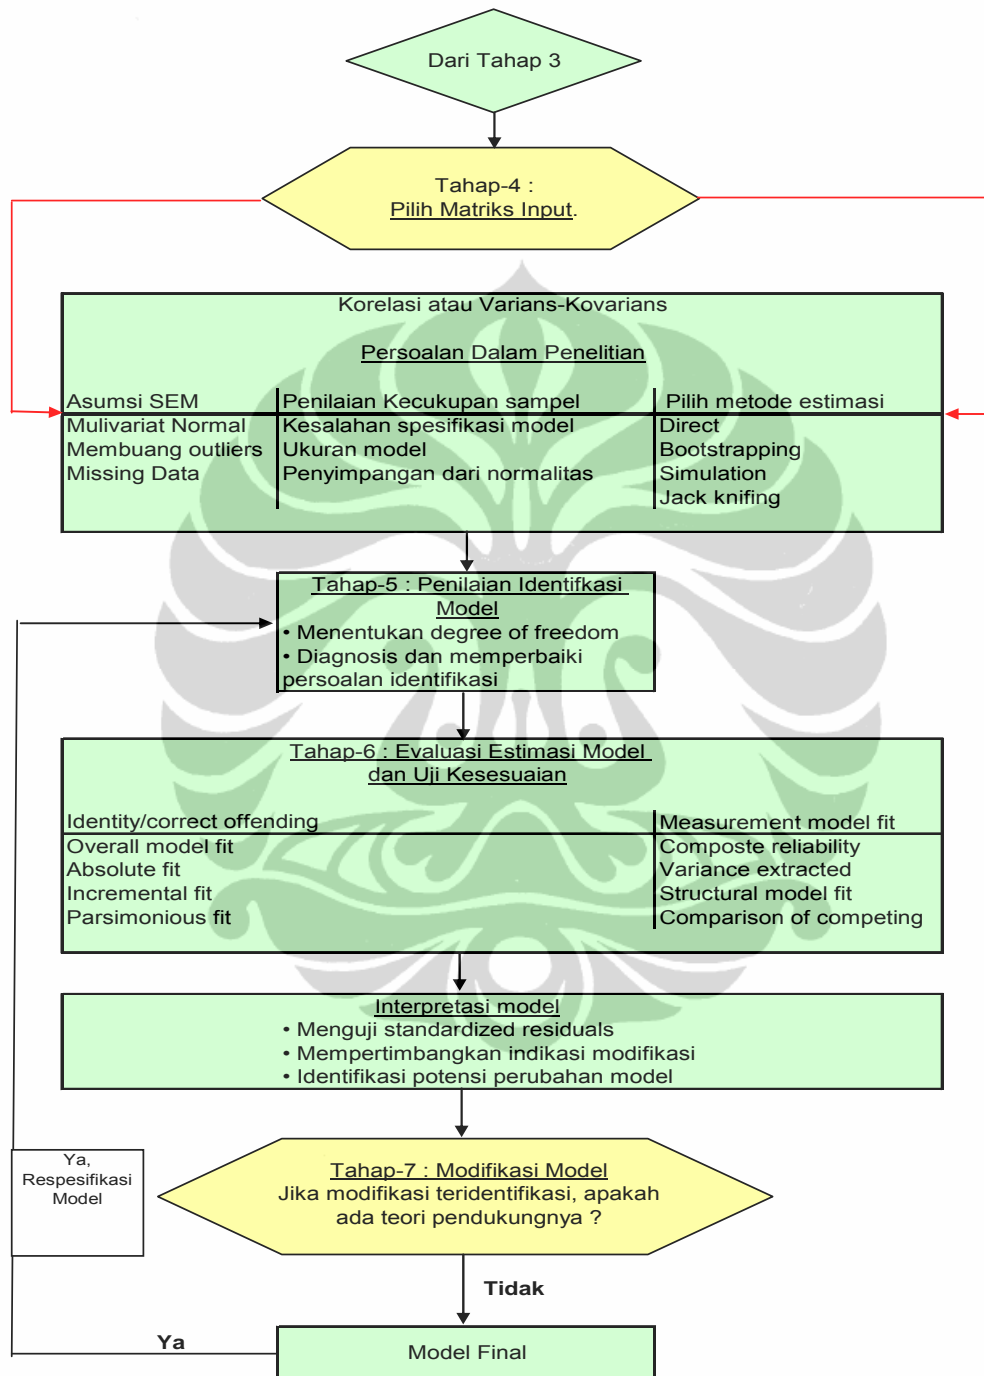 Dari Tahap 3
Tahap-4 :
Pilih Matriks Input.
Korelasi atau Varians-Kovarians
Persoalan Dalam Penelitian
Asumsi SEM
Mulivariat Normal
Membuang outliers
Missing Data
Penilaian Kecukupan sampel
Kesalahan spesifikasi model
Ukuran model
Penyimpangan dari normalitas
Pilih metode estimasi
Direct
Bootstrapping
Simulation
Jack knifing
Tahap-5 : Penilaian Identifkasi
Model
• Menentukan degree of freedom
• Diagnosis dan memperbaiki
persoalan identifikasi
Tahap-6 : Evaluasi Estimasi Model
dan Uji Kesesuaian
Identity/correct offending
Overall model fit
Absolute fit
Incremental fit
Parsimonious fit
Measurement model fit
Composte reliability
Variance extracted
Structural model fit
Comparison of competing
Interpretasi model
• Menguji standardized residuals
• Mempertimbangkan indikasi modifikasi
• Identifikasi potensi perubahan model
Ya,
Respesifikasi
Model
Tahap-7 : Modifikasi Model
Jika modifikasi teridentifikasi, apakah
ada teori pendukungnya ?
Tidak
Ya
Model Final